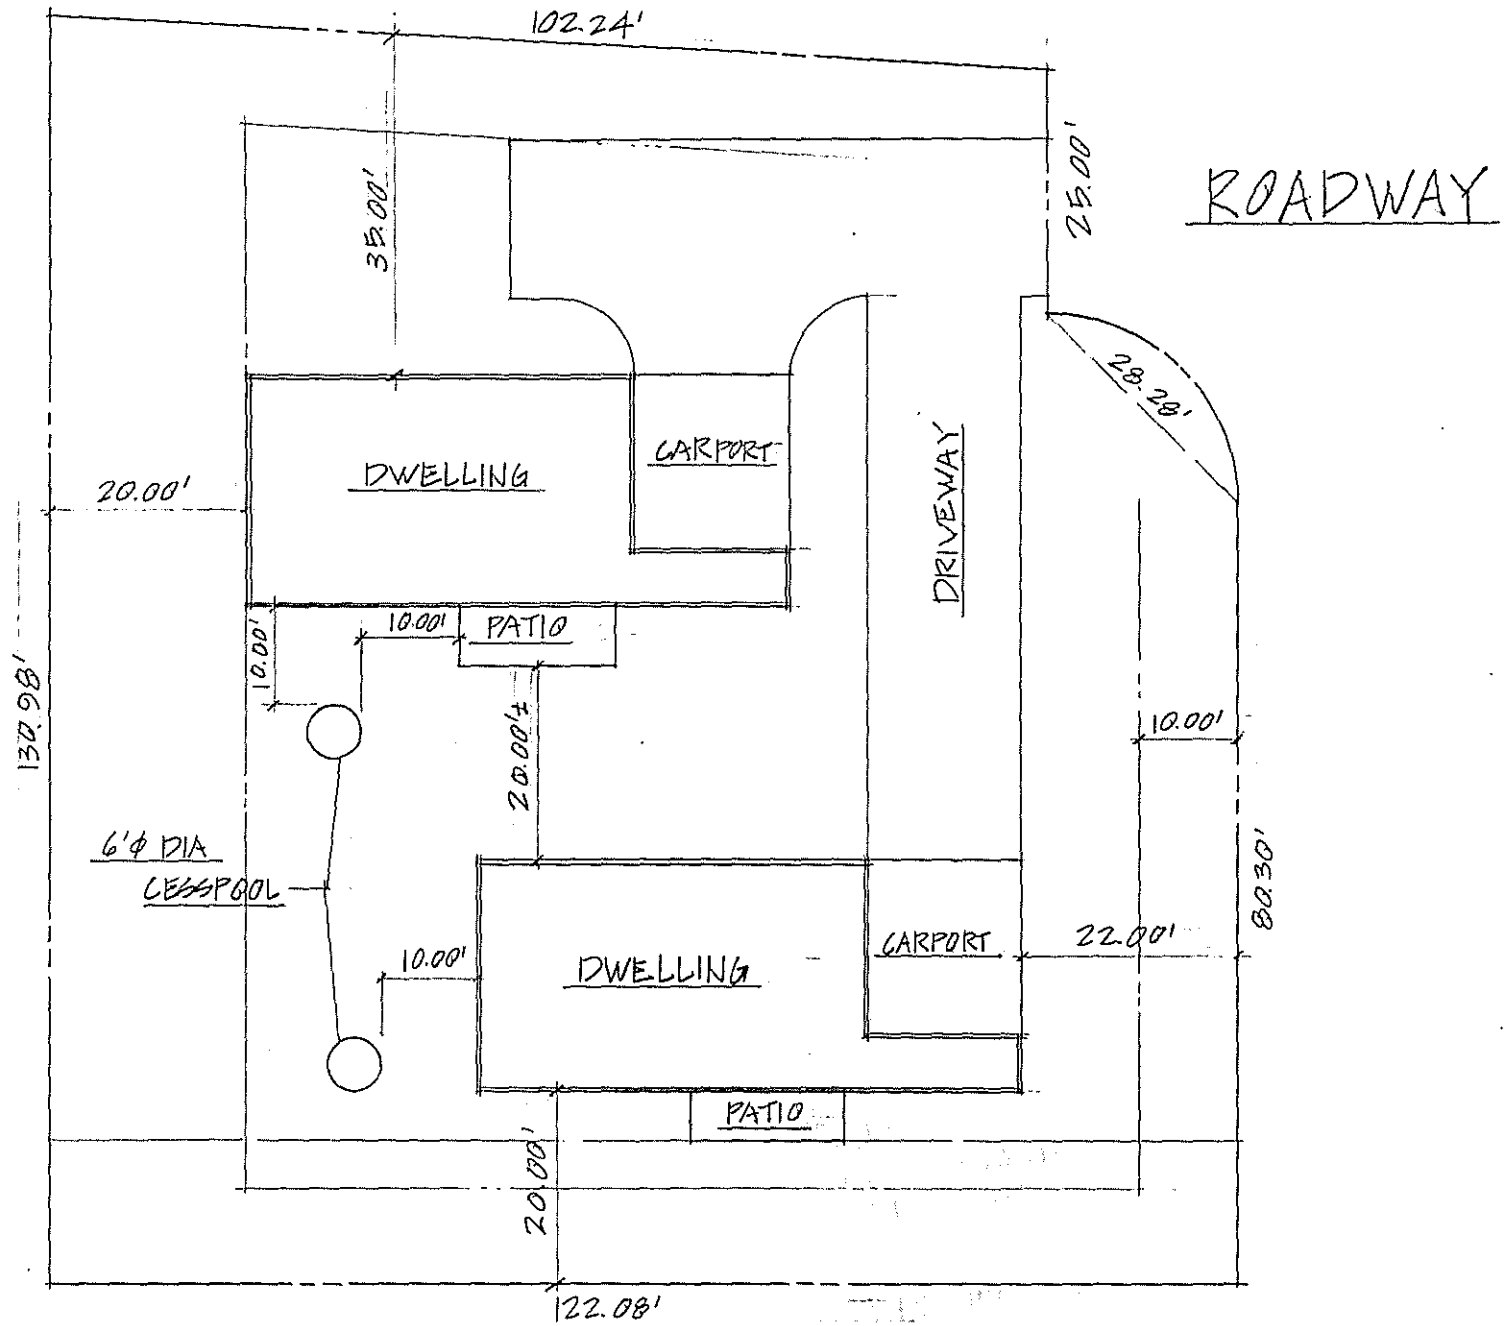 102.24'
35.00'
25.00'
ROADWAY
28.28'
DWELLING
CARPORT
DRIVEWAY
20.00'
10.00'
10.00'
PATIO
130.98'
20.00'±
10.00'
6'⌀ DIA
CESSPOOL
80.30'
10.00'
DWELLING
CARPORT
22.00'
PATIO
20.00'
122.08'